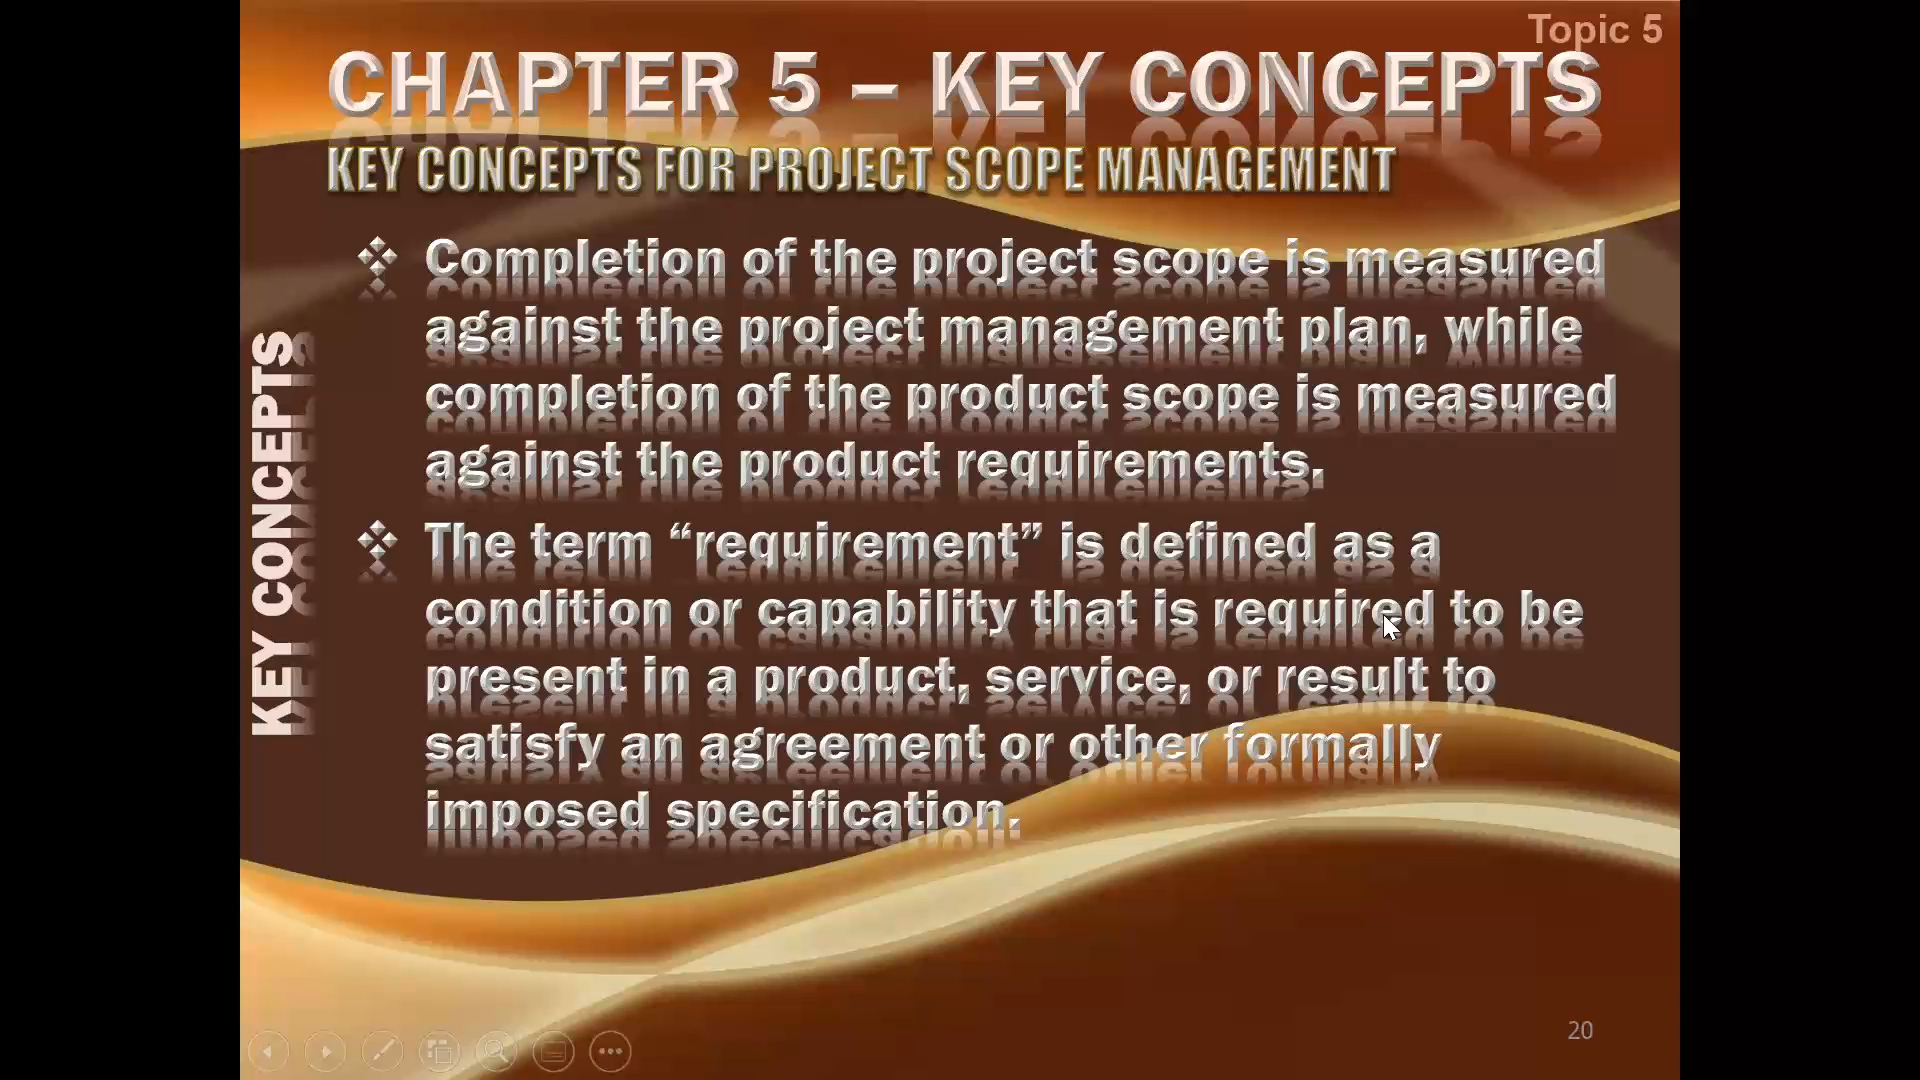 Topic 5
CHAPTER 5 – KEY CONCEPTS
KEY CONCEPTS FOR PROJECT SCOPE MANAGEMENT
KEY CONCEPTS
❖ Completion of the project scope is measured
against the project management plan, while
completion of the product scope is measured
against the product requirements.
❖ The term “requirement” is defined as a
condition or capability that is required to be
present in a product, service, or result to
satisfy an agreement or other formally
imposed specification.
20